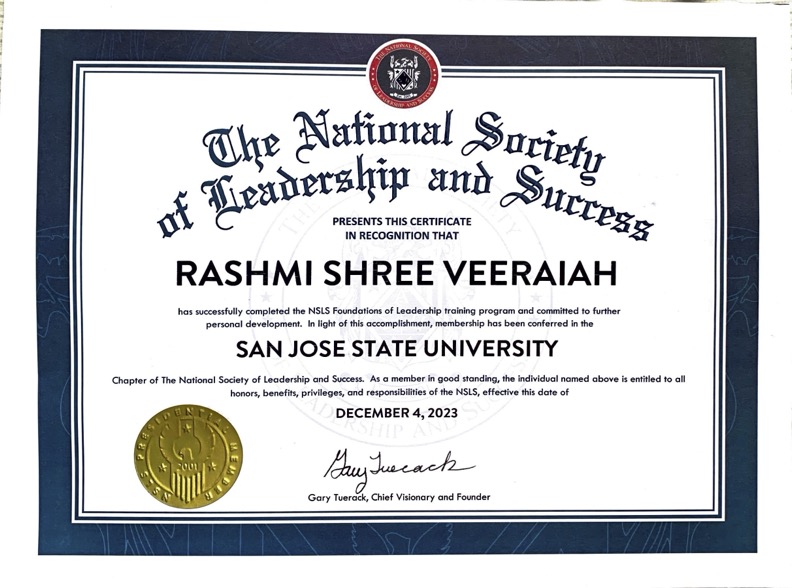 THE NATIONAL SOCIETY
OF LEADERSHIP AND SUCCESS
The National Society
of Leadership and Success
PRESENTS THIS CERTIFICATE
IN RECOGNITION THAT
RASHMI SHREE VEERAIAH
has successfully completed the NSLS Foundations of Leadership training program and committed to further
personal development. In light of this accomplishment, membership has been conferred in the
SAN JOSE STATE UNIVERSITY
Chapter of The National Society of Leadership and Success. As a member in good standing, the individual named above is entitled to all
honors, benefits, privileges, and responsibilities of the NSLS, effective this date of
DECEMBER 4, 2023
NSLS PRESIDENTIAL MEMBER
2001
Gary Tuerack
Gary Tuerack, Chief Visionary and Founder